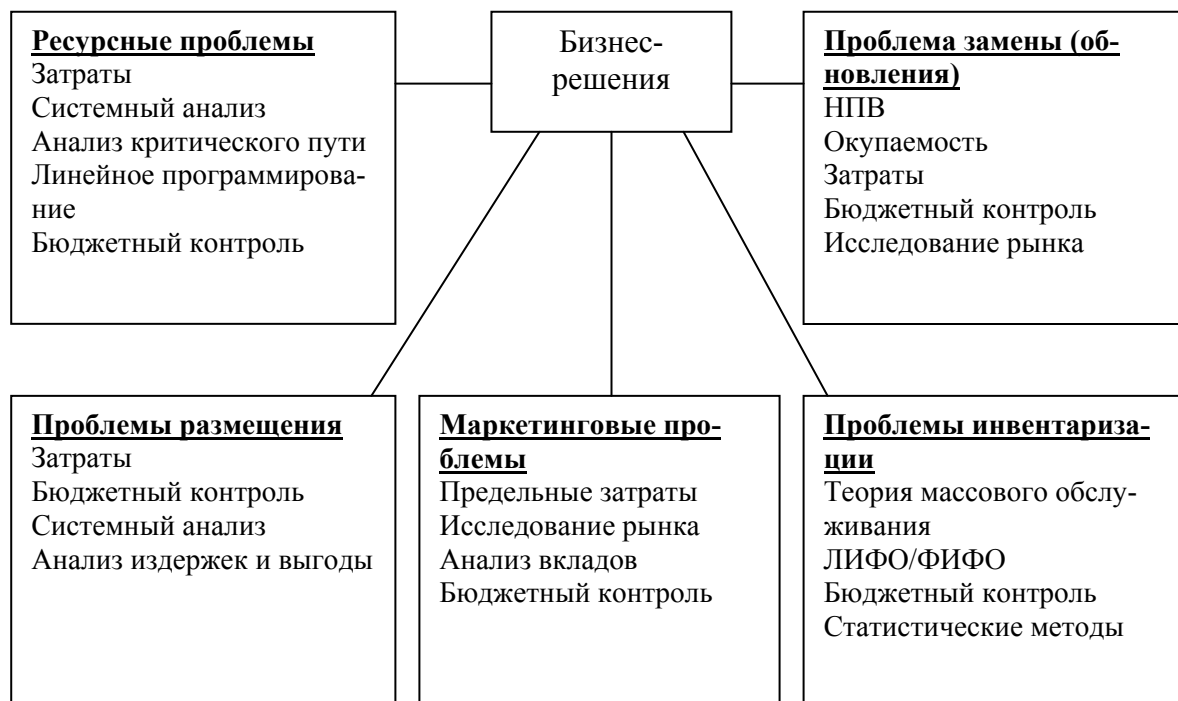 Ресурсные проблемы
Затраты
Системный анализ
Анализ критического пути
Линейное программирова-
ние
Бюджетный контроль
Бизнес-
решения
Проблема замены (об-
новления)
НПВ
Окупаемость
Затраты
Бюджетный контроль
Исследование рынка
Проблемы размещения
Затраты
Бюджетный контроль
Системный анализ
Анализ издержек и выгоды
Маркетинговые про-
блемы
Предельные затраты
Исследование рынка
Анализ вкладов
Бюджетный контроль
Проблемы инвентариза-
ции
Теория массового обслу-
живания
ЛИФО/ФИФО
Бюджетный контроль
Статистические методы